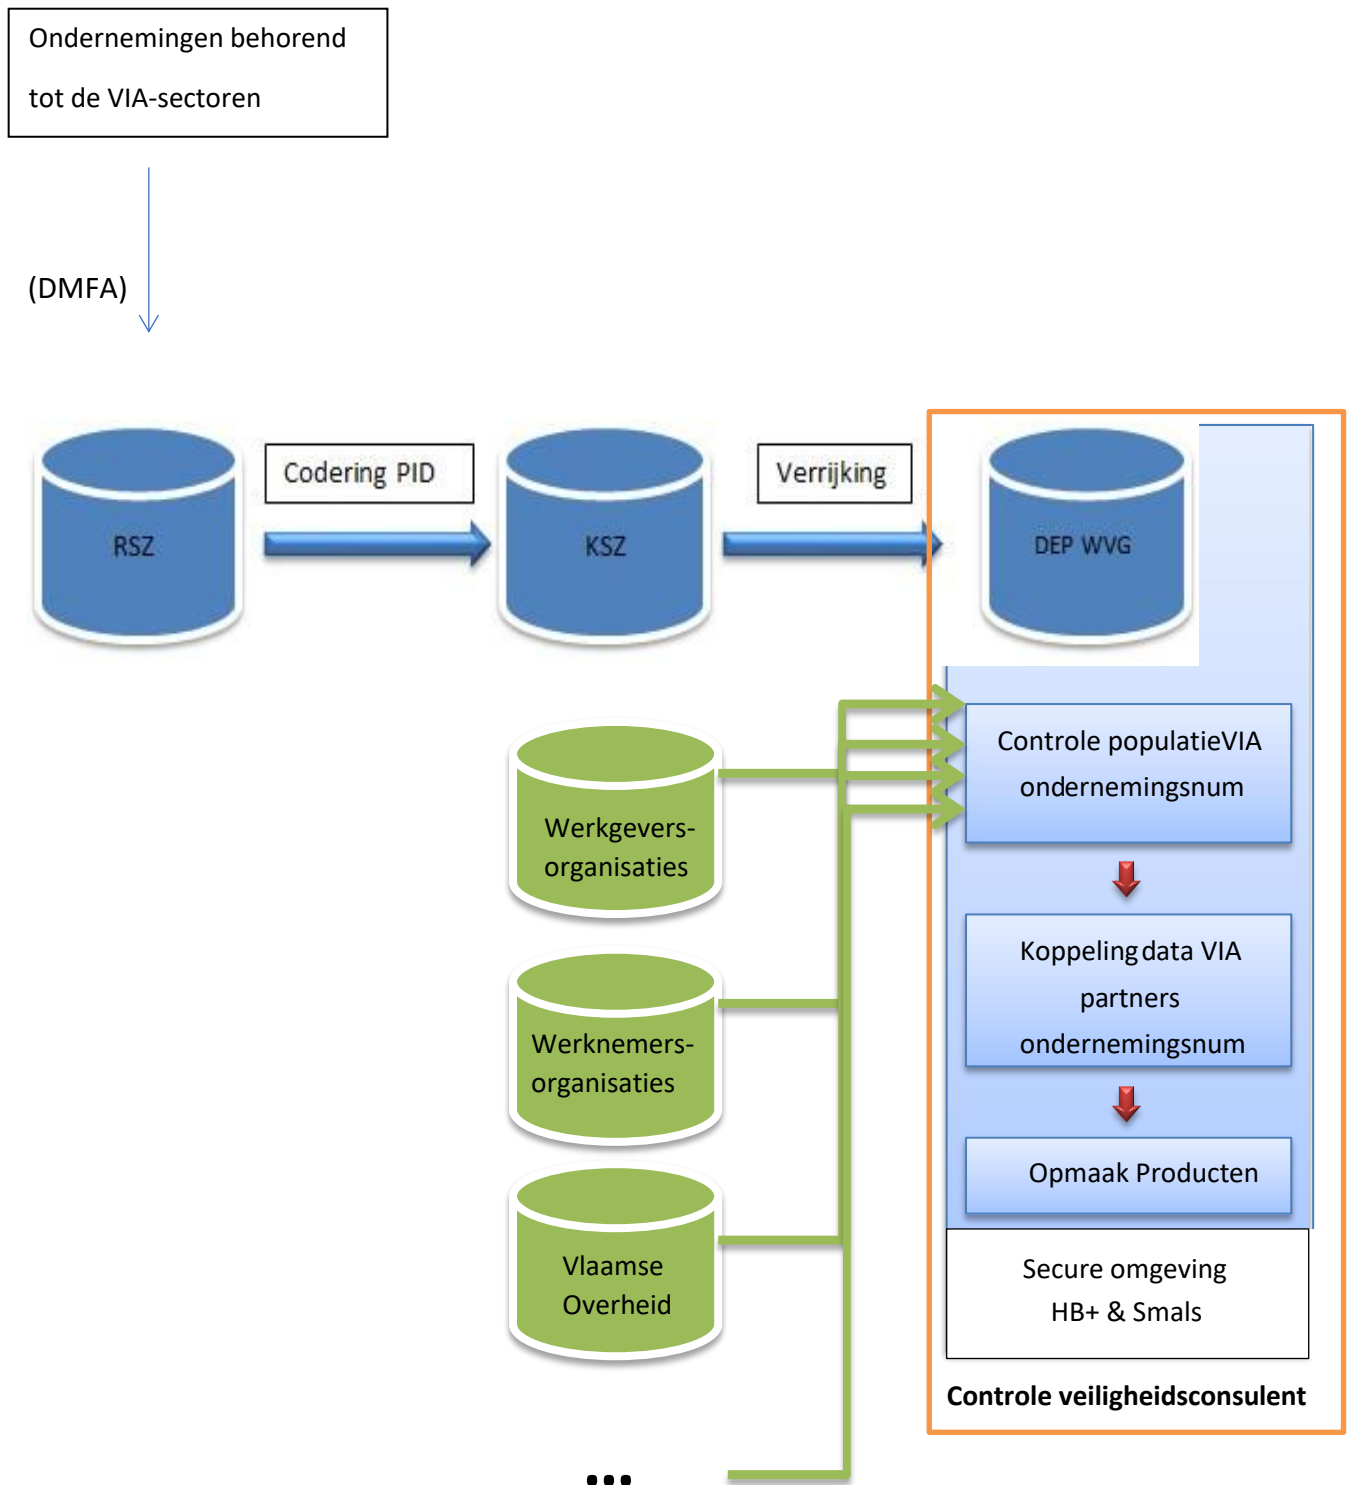 Ondernemingen behorend
tot de VIA-sectoren
(DMFA)
RSZ
Codering PID
KSZ
Verrijking
DEP WVG
Controle populatieVIA
ondernemingsnum
Werkgevers-
organisaties
Koppeling data VIA
partners
ondernemingsnum
Werknemers-
organisaties
Opmaak Producten
Vlaamse
Overheid
Secure omgeving
HB+ & Smals
Controle veiligheidsconsulent
...